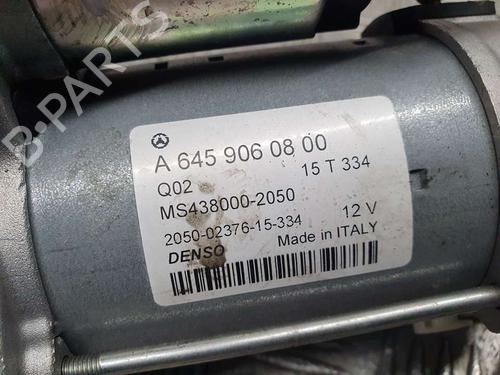 A 645 906 08 00
Q02 15 T 334
MS438000-2050
2050-02376-15-334 12 V
DENSO Made in ITALY
B-PARTS